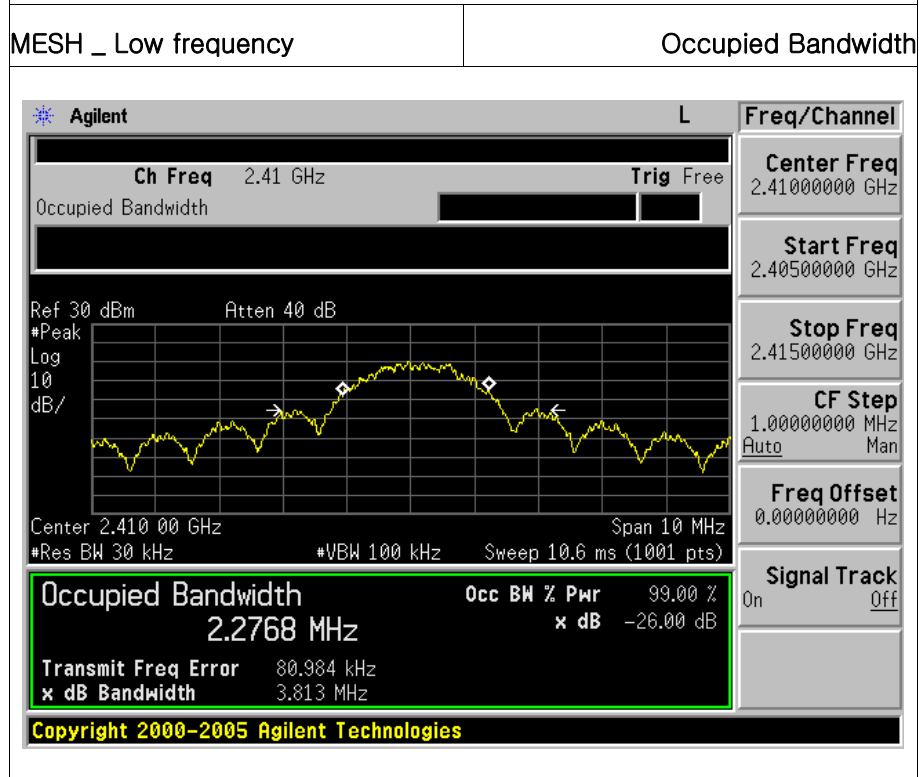 MESH _ Low frequency
Occupied Bandwidth
Agilent
L
Freq/Channel
Ch Freq 2.41 GHz
Trig Free
Occupied Bandwidth
Center Freq
2.41000000 GHz
Start Freq
2.40500000 GHz
Stop Freq
2.41500000 GHz
CF Step
1.00000000 MHz
Auto Man
Freq Offset
0.00000000 Hz
Signal Track
On Off
Ref 30 dBm
Atten 40 dB
#Peak
Log
10
dB/
Center 2.410 00 GHz
Span 10 MHz
#Res BW 30 kHz
#VBW 100 kHz
Sweep 10.6 ms (1001 pts)
Occupied Bandwidth
2.2768 MHz
Occ BW % Pwr 99.00 %
x dB -26.00 dB
Transmit Freq Error 80.984 kHz
x dB Bandwidth 3.813 MHz
Copyright 2000-2005 Agilent Technologies